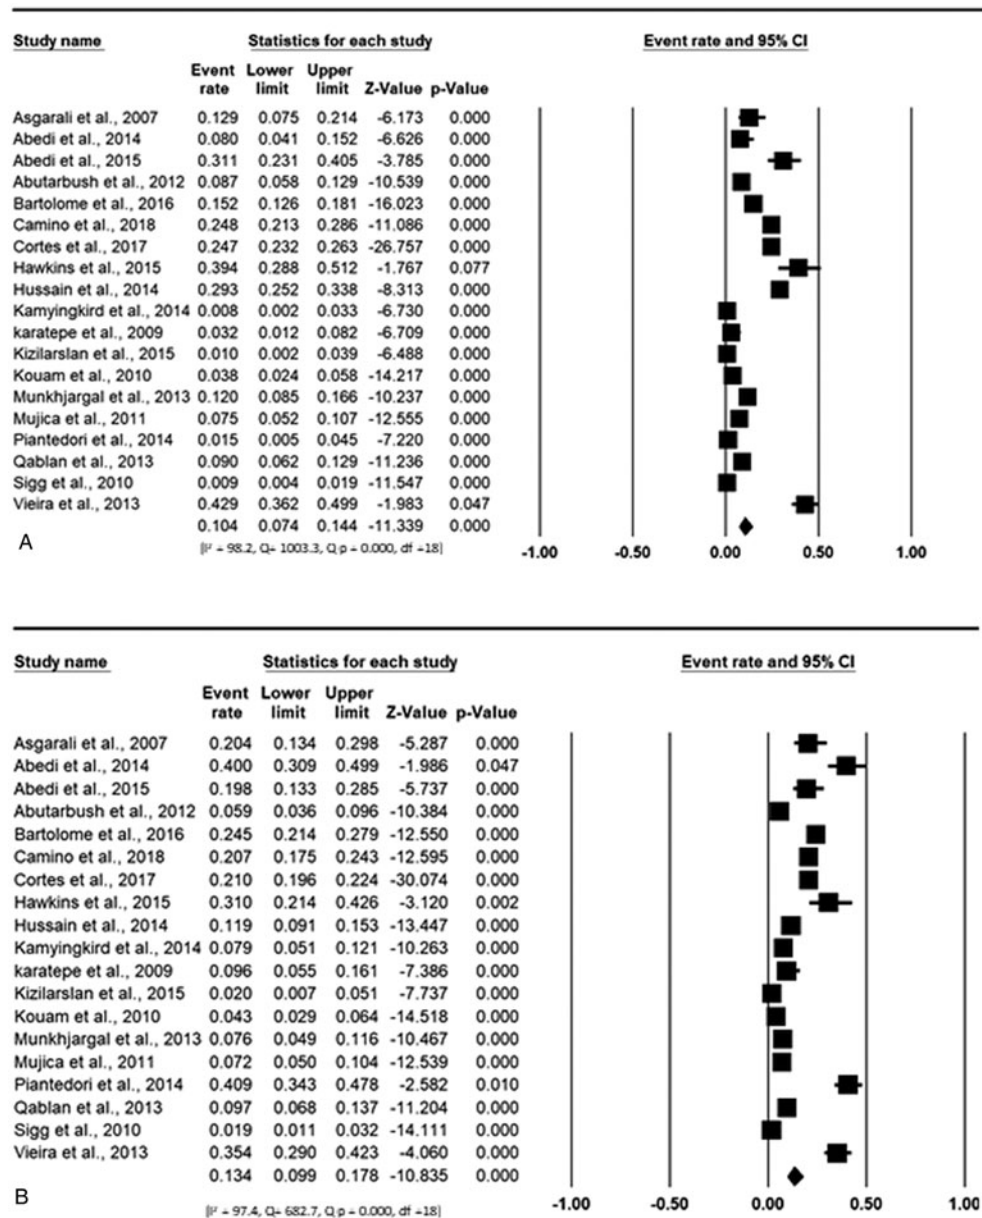 Study name Statistics for each study Event rate and 95% CI
Event Lower Upper
rate limit limit Z-Value p-Value
Asgarali et al., 2007 0.129 0.075 0.214 -6.173 0.000
Abedi et al., 2014 0.080 0.041 0.152 -6.626 0.000
Abedi et al., 2015 0.311 0.231 0.405 -3.785 0.000
Abutarbush et al., 2012 0.087 0.058 0.129 -10.539 0.000
Bartolome et al., 2016 0.152 0.126 0.181 -16.023 0.000
Camino et al., 2018 0.248 0.213 0.286 -11.086 0.000
Cortes et al., 2017 0.247 0.232 0.263 -26.757 0.000
Hawkins et al., 2015 0.394 0.288 0.512 -1.767 0.077
Hussain et al., 2014 0.293 0.252 0.338 -8.313 0.000
Kamyingkird et al., 2014 0.008 0.002 0.033 -6.730 0.000
karatepe et al., 2009 0.032 0.012 0.082 -6.709 0.000
Kizilarslan et al., 2015 0.010 0.002 0.039 -6.488 0.000
Kouam et al., 2010 0.038 0.024 0.058 -14.217 0.000
Munkhjargal et al., 2013 0.120 0.085 0.166 -10.237 0.000
Mujica et al., 2011 0.075 0.052 0.107 -12.555 0.000
Piantedori et al., 2014 0.015 0.005 0.045 -7.220 0.000
Qablan et al., 2013 0.090 0.062 0.129 -11.236 0.000
Sigg et al., 2010 0.009 0.004 0.019 -11.547 0.000
Vieira et al., 2013 0.429 0.362 0.499 -1.983 0.047
0.104 0.074 0.144 -11.339 0.000
A [I² = 98.2, Q= 1003.3, Q p = 0.000, df =18]
-1.00 -0.50 0.00 0.50 1.00
Study name Statistics for each study Event rate and 95% CI
Event Lower Upper
rate limit limit Z-Value p-Value
Asgarali et al., 2007 0.204 0.134 0.298 -5.287 0.000
Abedi et al., 2014 0.400 0.309 0.499 -1.986 0.047
Abedi et al., 2015 0.198 0.133 0.285 -5.737 0.000
Abutarbush et al., 2012 0.059 0.036 0.096 -10.384 0.000
Bartolome et al., 2016 0.245 0.214 0.279 -12.550 0.000
Camino et al., 2018 0.207 0.175 0.243 -12.595 0.000
Cortes et al., 2017 0.210 0.196 0.224 -30.074 0.000
Hawkins et al., 2015 0.310 0.214 0.426 -3.120 0.002
Hussain et al., 2014 0.119 0.091 0.153 -13.447 0.000
Kamyingkird et al., 2014 0.079 0.051 0.121 -10.263 0.000
karatepe et al., 2009 0.096 0.055 0.161 -7.386 0.000
Kizilarslan et al., 2015 0.020 0.007 0.051 -7.737 0.000
Kouam et al., 2010 0.043 0.029 0.064 -14.518 0.000
Munkhjargal et al., 2013 0.076 0.049 0.116 -10.467 0.000
Mujica et al., 2011 0.072 0.050 0.104 -12.539 0.000
Piantedori et al., 2014 0.409 0.343 0.478 -2.582 0.010
Qablan et al., 2013 0.097 0.068 0.137 -11.204 0.000
Sigg et al., 2010 0.019 0.011 0.032 -14.111 0.000
Vieira et al., 2013 0.354 0.290 0.423 -4.060 0.000
0.134 0.099 0.178 -10.835 0.000
B [I² = 97.4, Q= 682.7, Q p = 0.000, df =18]
-1.00 -0.50 0.00 0.50 1.00